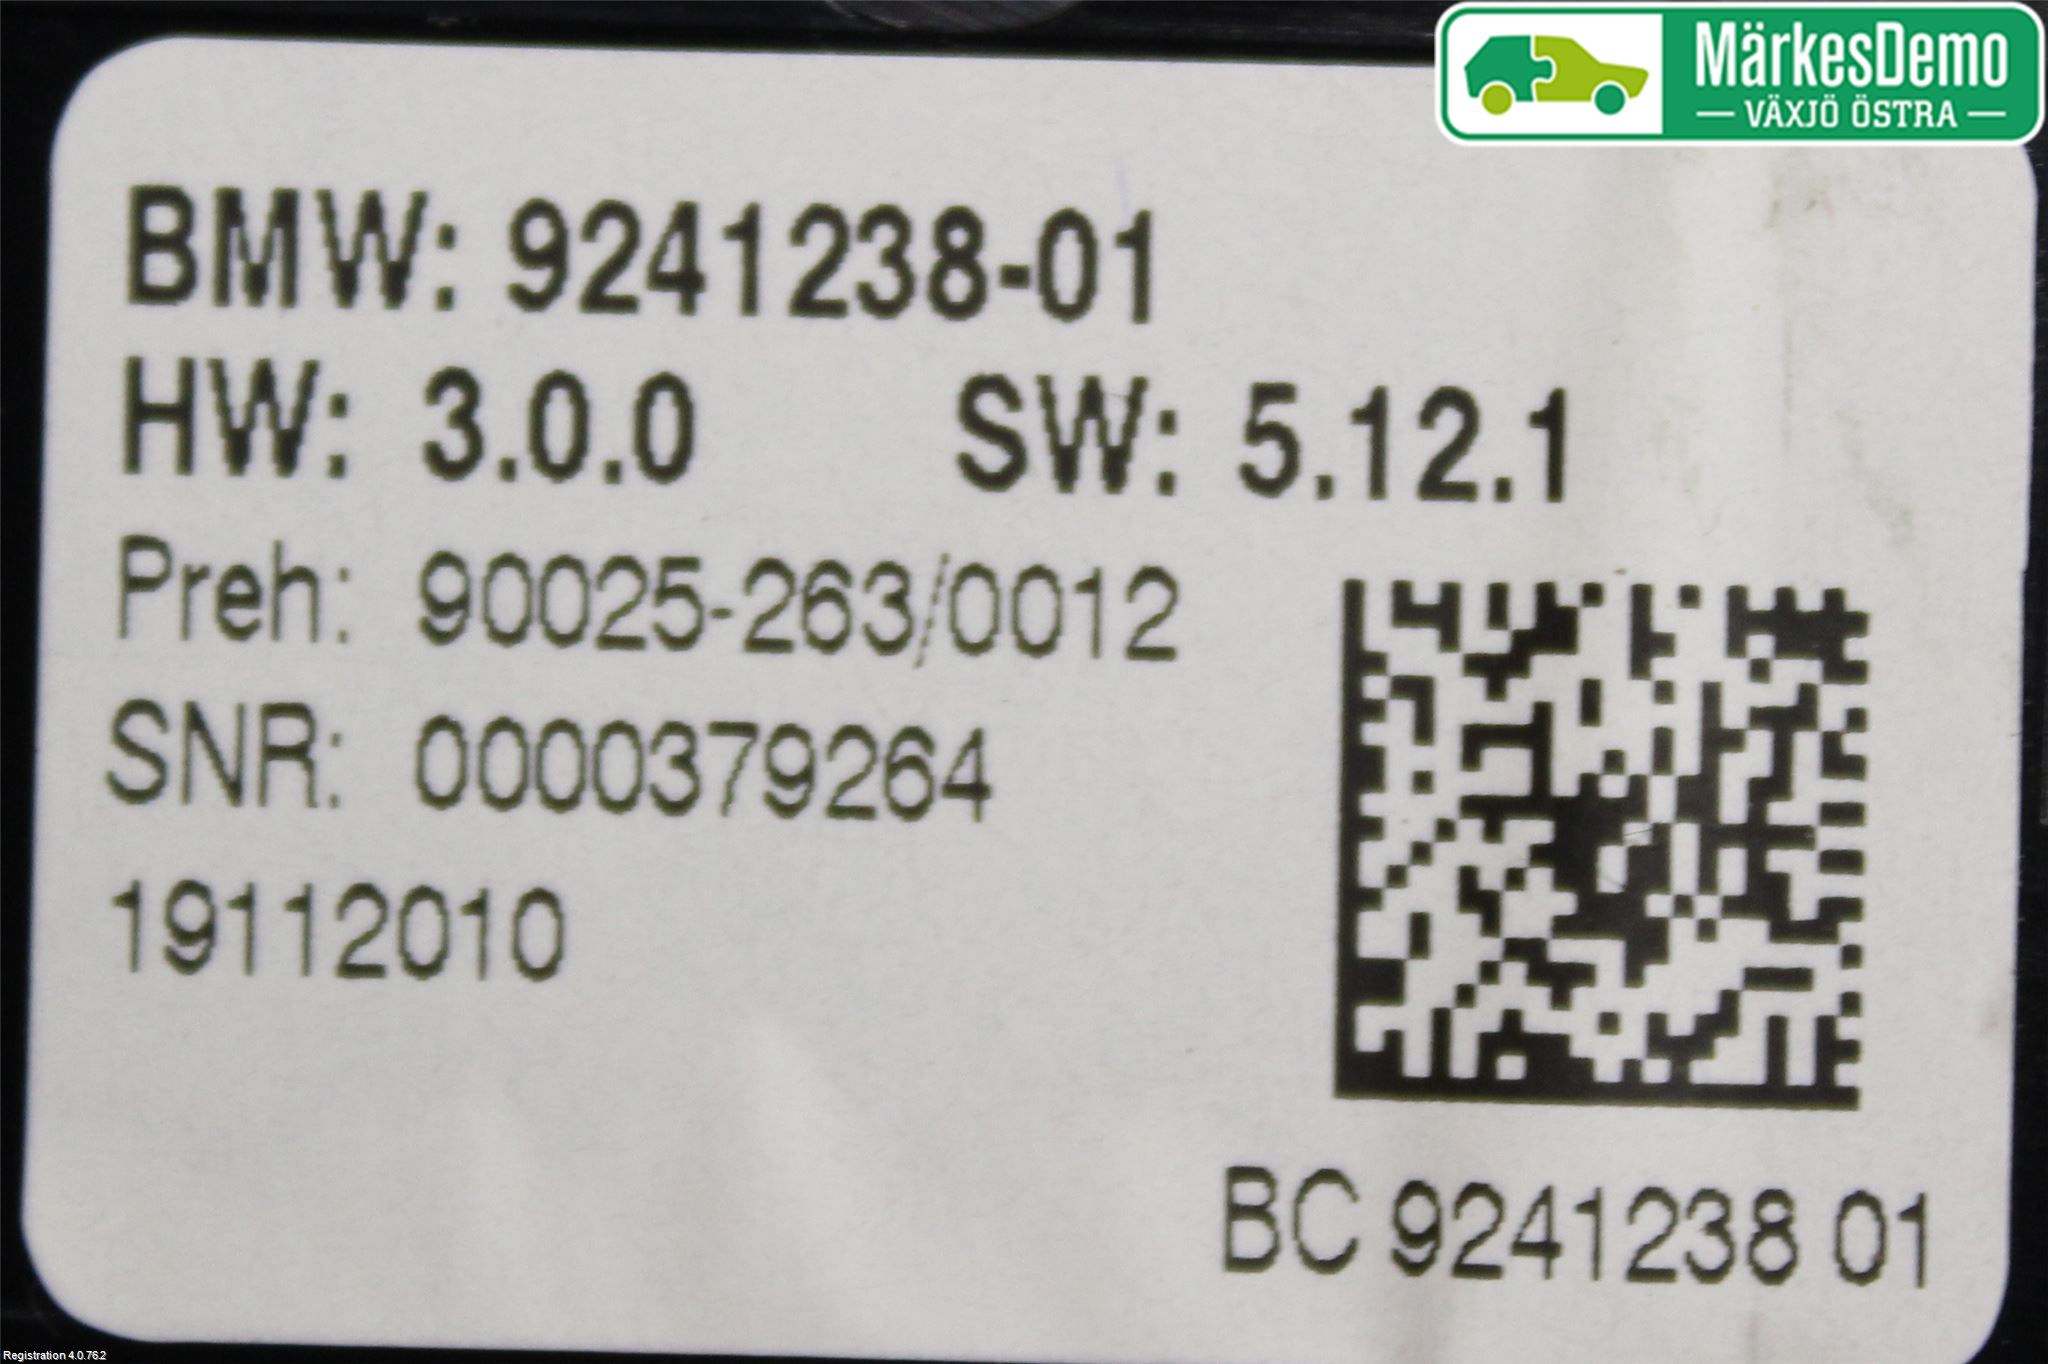 MärkesDemo
VÄXJÖ ÖSTRA
BMW: 9241238-01
HW: 3.0.0 SW: 5.12.1
Preh: 90025-263/0012
SNR: 0000379264
19112010
BC 9241238 01
Registration 4.0.76.2